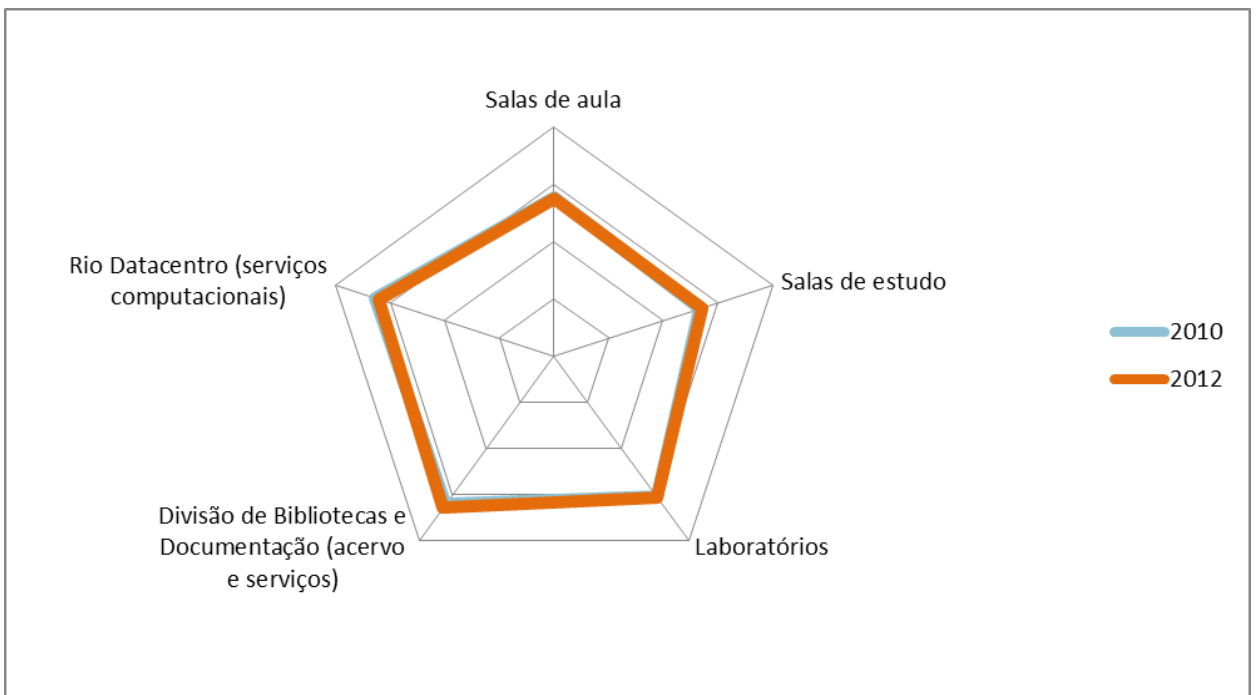 Salas de aula
Rio Datacentro (serviços
computacionais)
Salas de estudo
2010
2012
Divisão de Bibliotecas e
Documentação (acervo
e serviços)
Laboratórios